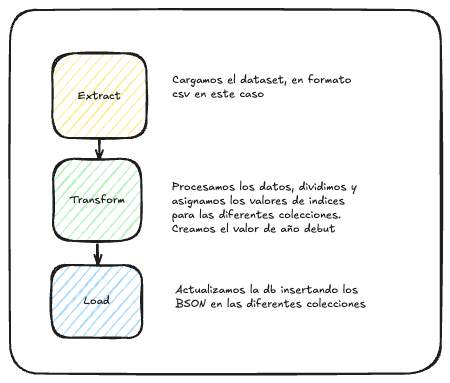 Extract
Cargamos el dataset, en formato
csv en este caso
Transform
Procesamos los datos, dividimos y
asignamos los valores de indices
para las diferentes colecciones.
Creamos el valor de año debut
Load
Actualizamos la db insertando los
BSON en las diferentes colecciones